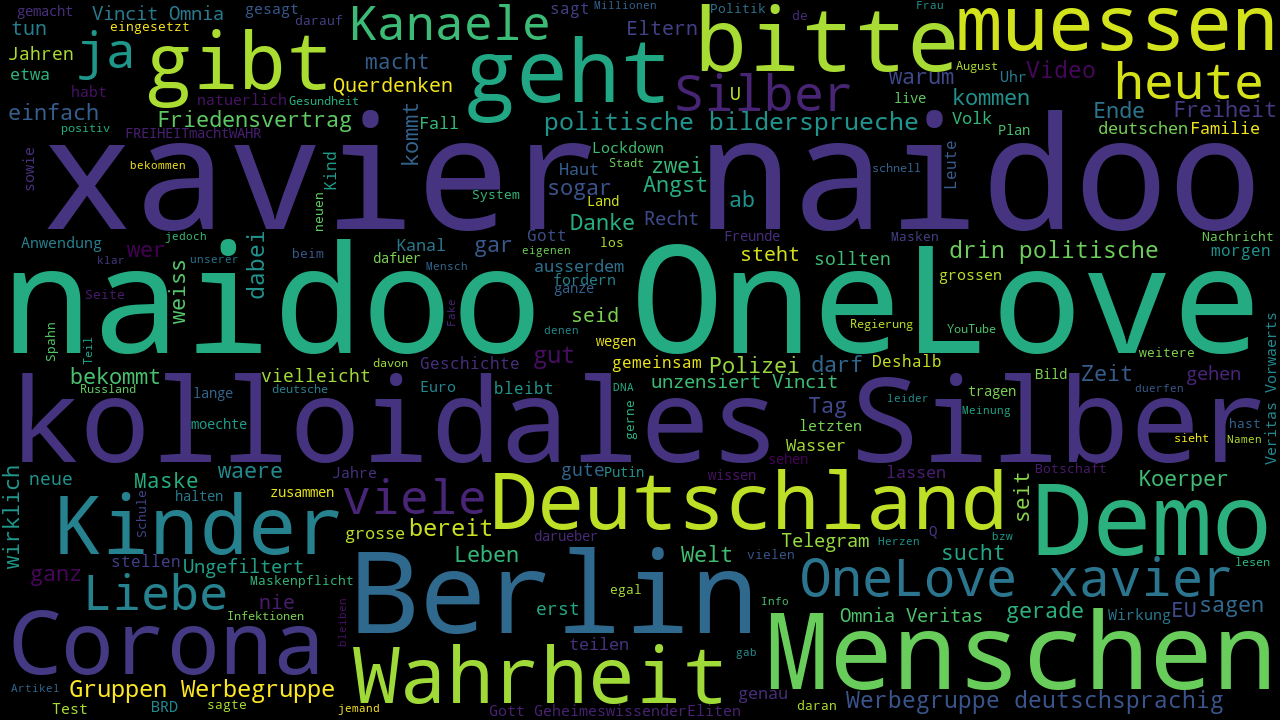 gemacht Vincit Omnia gesagt darauf sagt Millionen Politik de Frau
tun eingesetzt Kanaele Eltern bitte muessen
Jahren ja gibt geht macht Silber warum August Uhr Video heute
etwa habt natuerlich Querdenken Gesundheit U live kommen
einfach Friedensvertrag kommt Fall politische bildersprueche Volk Plan Ende Freiheit
positiv FREIHEITmachtWAHR Lockdown deutschen Familie
xavier naidoo
sowie bekommen Kind Haut Stadt zwei schnell Leute
neuen System sogar Land Angst ab
Danke Recht
Anwendung jedoch wer Gott Freunde Masken Nachricht
klar unserer dabei beim Kanal gar eigenen los steht sollten drin politische morgen
weiss dafuer Mensch ausserdem fordern ganze grossen
Seite
naidoo OneLove
Spahn Teil Fake seid denen Regierung YouTube
wegen weitere
davon Geschichte gut gemeinsam Polizei darf Deshalb
bekommt vielleicht unzensiert Vincit Bild Zeit gehen
Russland lange deutsche Euro bleibt DNA leider tragen duerfen Veritas Vorwaerts
kolloidales Silber
moechte gerne Tag letzten Meinung hast
Wasser sieht Namen
wirklich neue waere Jahre sehen gute Putin wissen lassen Botschaft
Maske halten zusammen viele Deutschland seit Koerper
Kinder schule grosse bereit Demo
stellen darueber Telegram Herzen Q bzw
ganz Ungefiltert Leben Welt vielen sucht lesen
Liebe Maskenpflicht nie Berlin egal OneLove xavier
Infektionen erst Info Omnia Veritas gerade Wirkung EU sagen
Corona bleiben teilen Menschen
Wahrheit gab
Artikel Gruppen Werbegruppe genau Werbegruppe deutschsprachig
Test BRD sagte jemand Gott GeheimeswissenderEliten daran